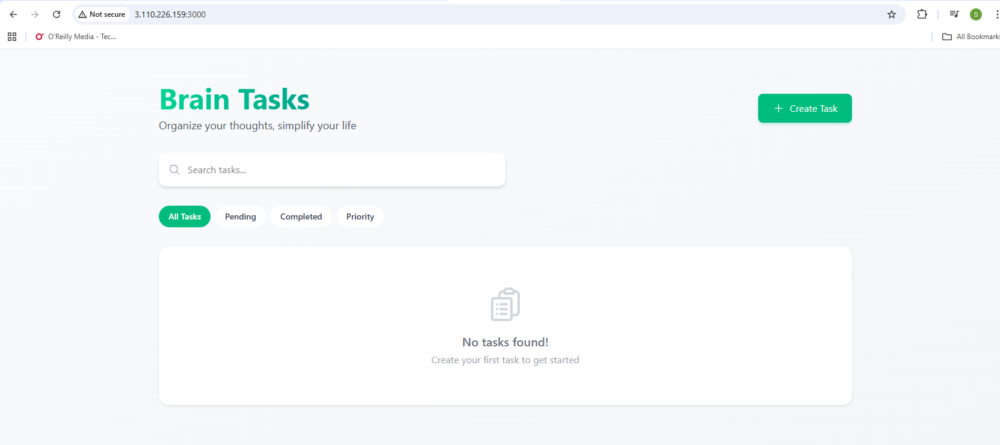 Not secure 3.110.226.159:3000
S
O'Reilly Media - Tec...
All Bookmarks
Brain Tasks
Create Task
Organize your thoughts, simplify your life
Search tasks...
All Tasks Pending Completed Priority
No tasks found!
Create your first task to get started